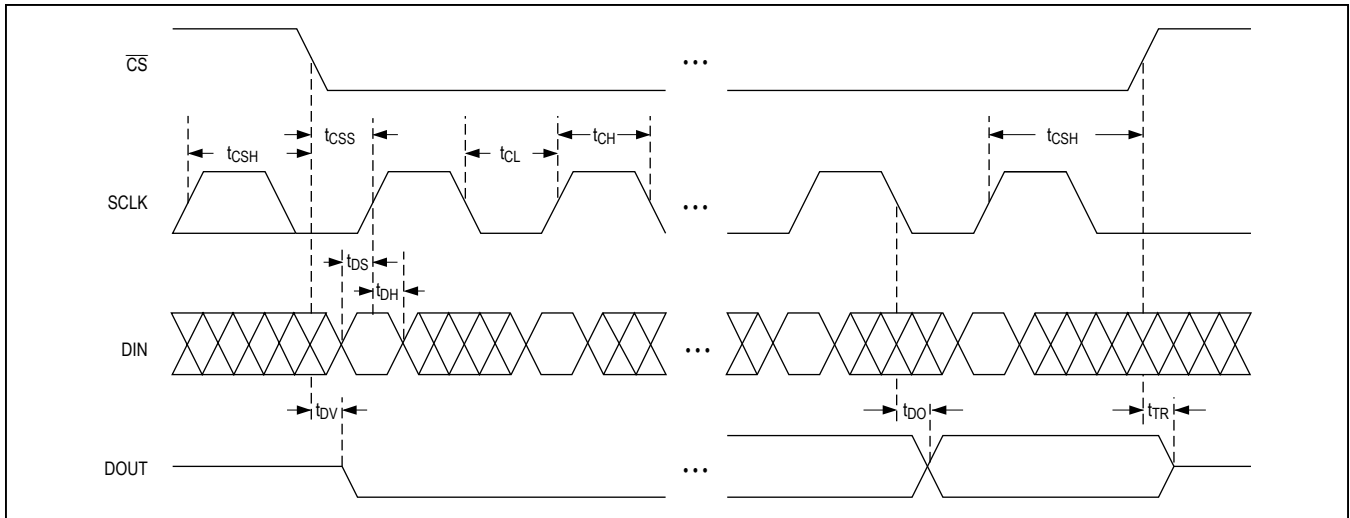 CS
•••
tCSH
tCSS
tCL
tCH
tCSH
SCLK
•••
tDS
tDH
DIN
•••
tDV
tDO
tTR
DOUT
•••